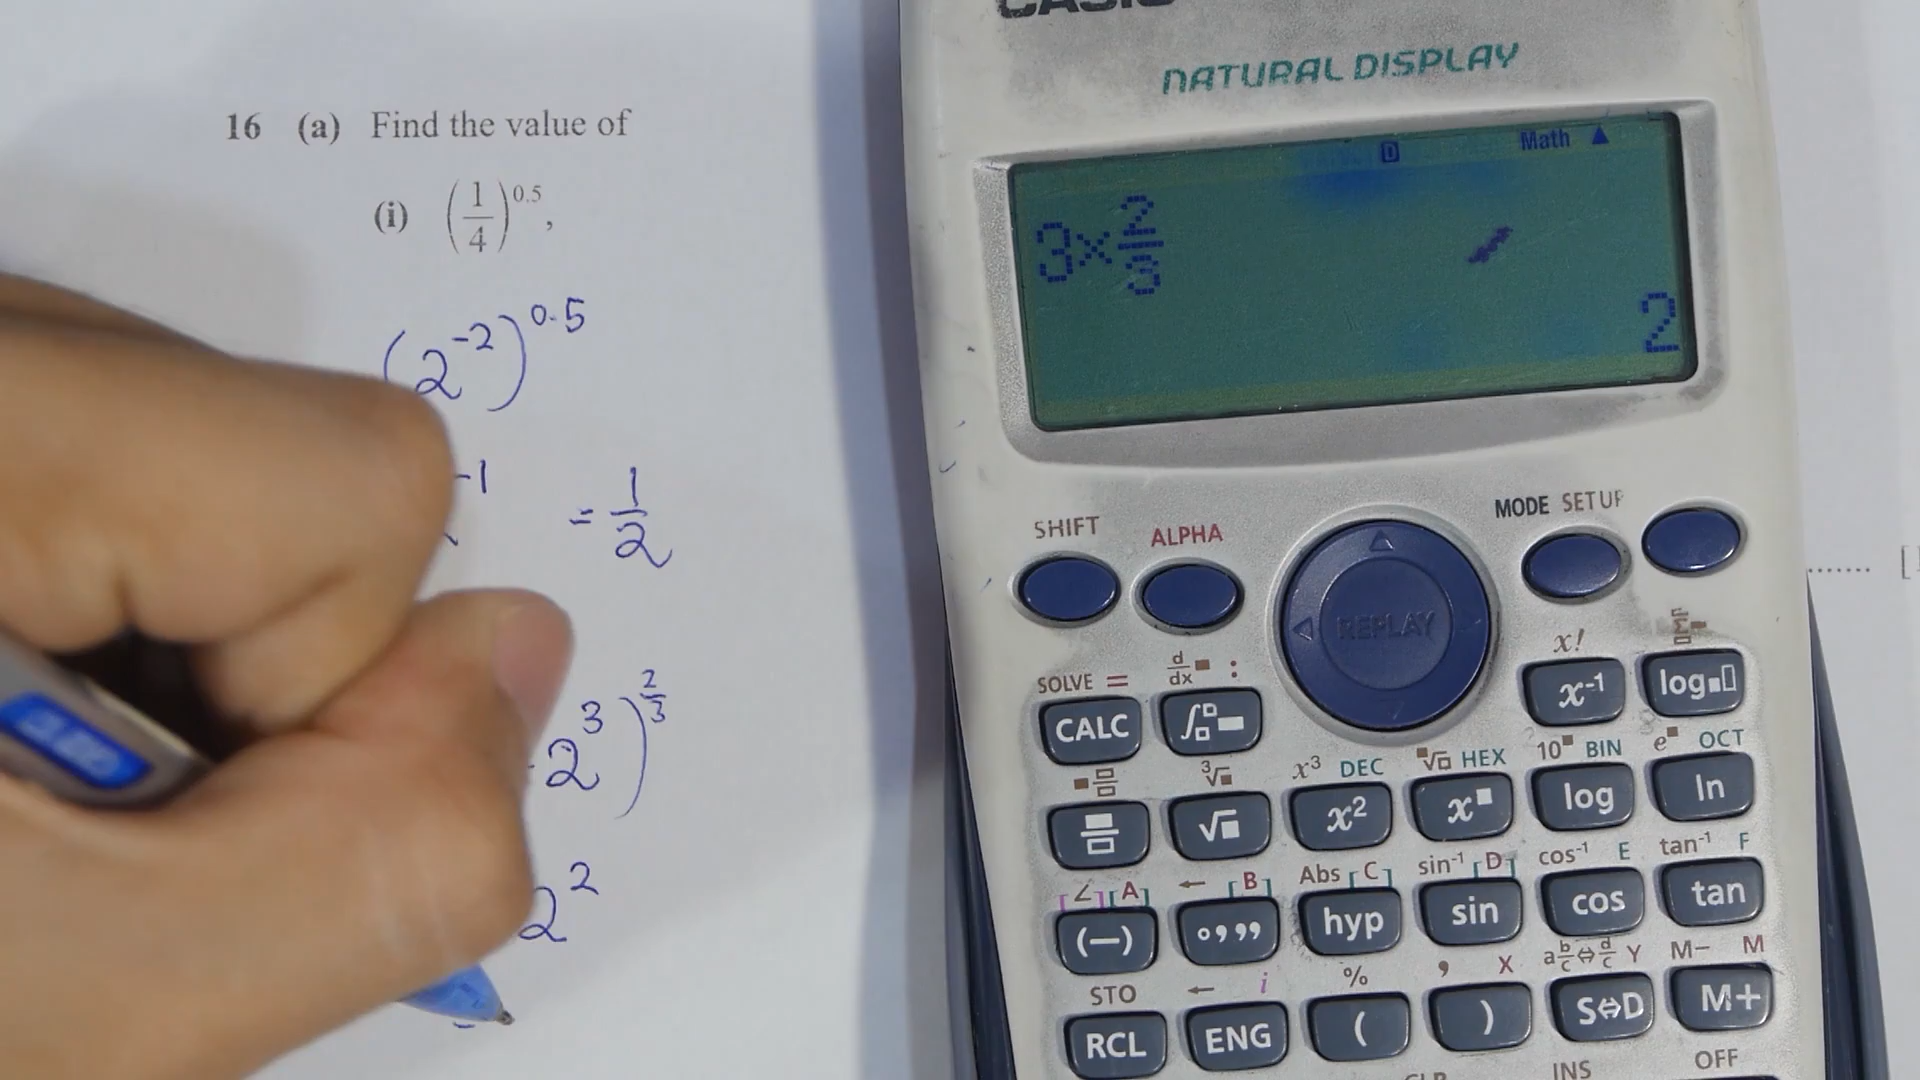 16 (a) Find the value of
(i) (1/4)^0.5,
(2^-2)^0.5
-1 = 1/2
-2^3)^2/3
2^2
=
CASIO
NATURAL DISPLAY
D Math ▲
3×2/3
2
SHIFT ALPHA REPLAY MODE SETUP
SOLVE = d/dx : x!
CALC ∫ x^-1 log
∛ x³ DEC HEX 10^■ BIN e^■ OCT
√ x² x^■ log ln
∠ A ← B Abs C sin⁻¹ D cos⁻¹ E tan⁻¹ F
(−) °,,, hyp sin cos tan
STO ← i % , X a b/c⇔d/c Y M− M
RCL ENG ( ) S⇔D M+
CLR INS OFF
........ [